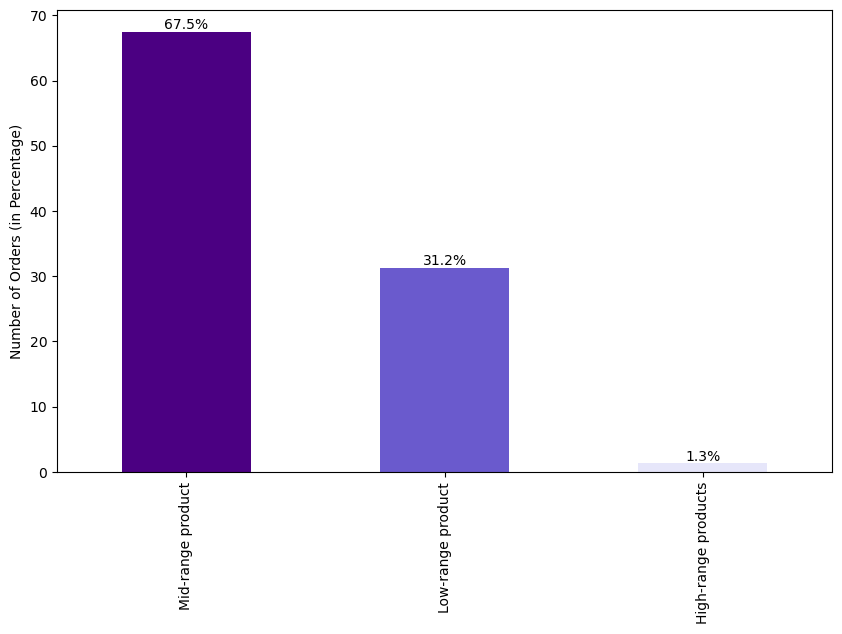 70
67.5%
60
50
40
31.2%
30
20
10
1.3%
0
Number of Orders (in Percentage)
Mid-range product
Low-range product
High-range products